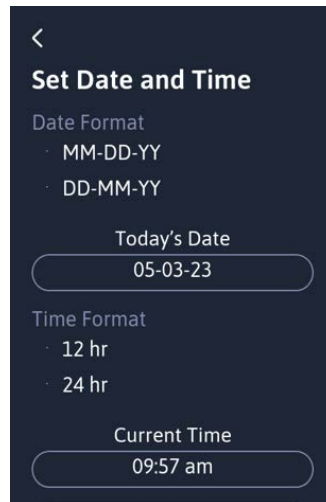 Set Date and Time
Date Format
MM-DD-YY
DD-MM-YY
Today's Date
05-03-23
Time Format
12 hr
24 hr
Current Time
09:57 am